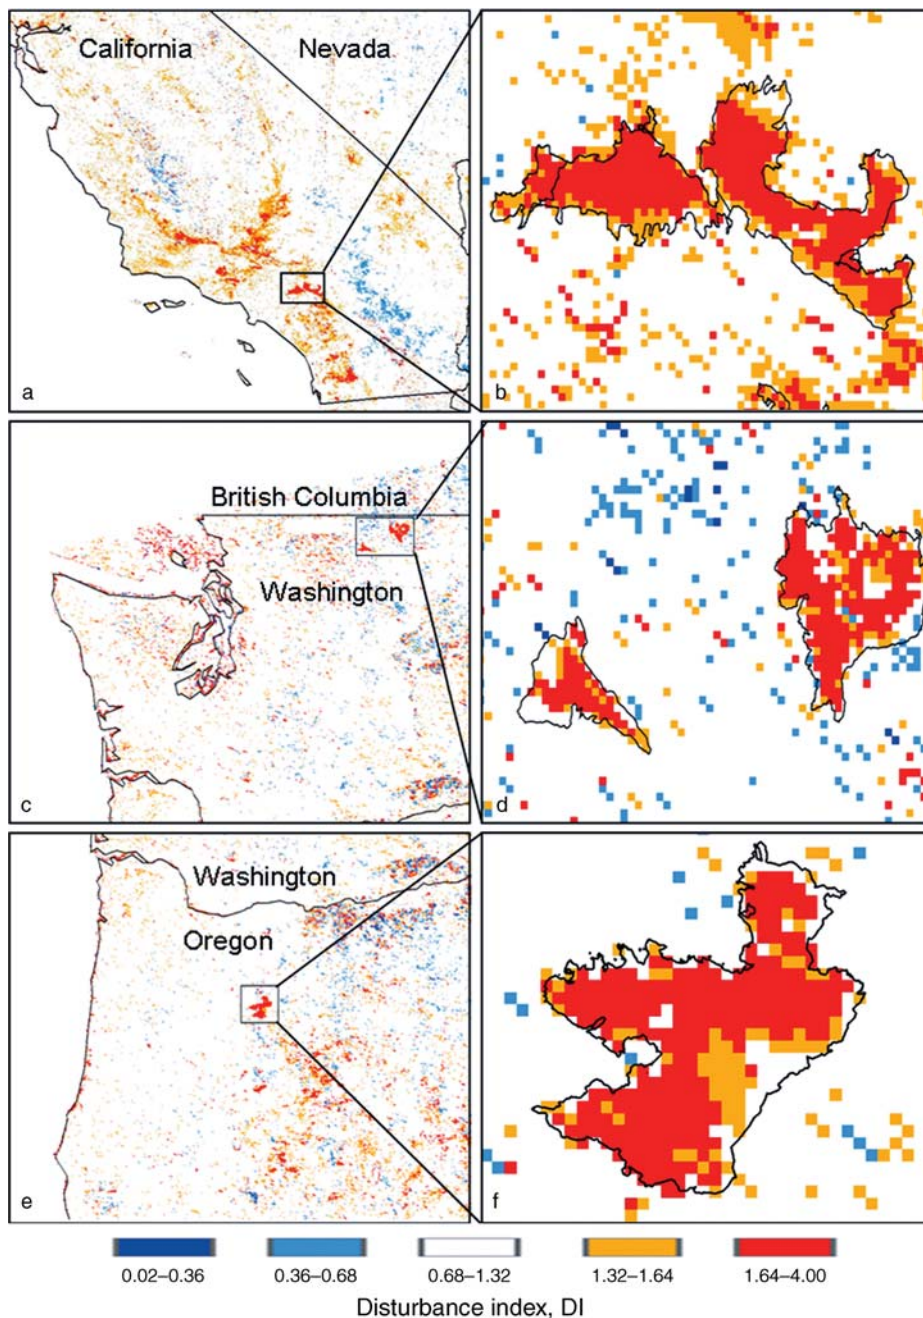 California
Nevada
a
b
British Columbia
Washington
c
d
Washington
Oregon
e
f
0.02–0.36
0.36–0.68
0.68–1.32
1.32–1.64
1.64–4.00
Disturbance index, DI